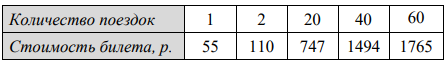 Количество поездок 1 2 20 40 60
Стоимость билета, р. 55 110 747 1494 1765